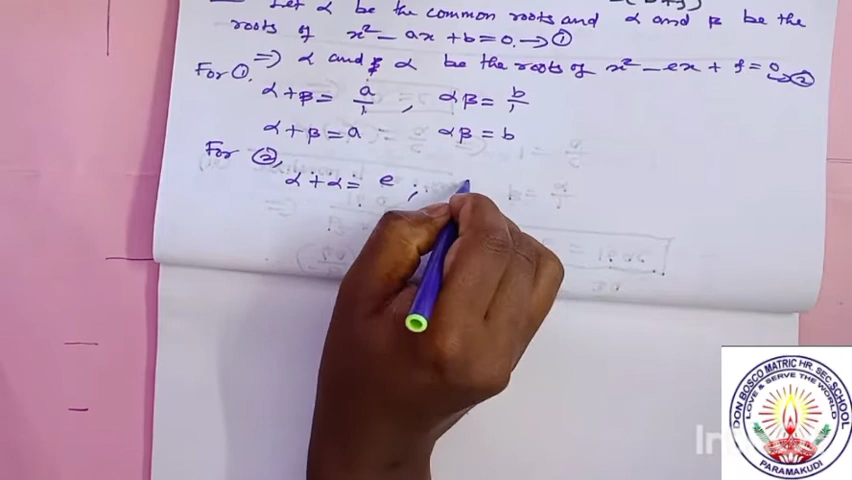 Let α be the common roots and α and β be the
roots of x² - ax + b = 0. → ①
⇒ α and α be the roots of x² - ex + f = 0 → ②
For ①,
α + β = a/1 , αβ = b/1
α + β = a αβ = b
For ②,
α + α = e ;
DON BOSCO MATRIC HR. SEC. SCHOOL
LOVE & SERVE THE WORLD
PARAMAKUDI